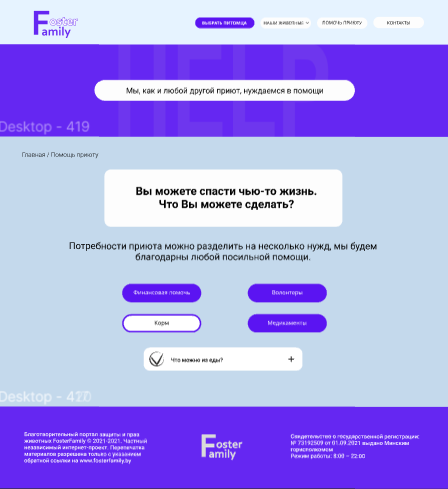 Foster
Family
ВЫБРАТЬ ПИТОМЦА
НАШИ ЖИВОТНЫЕ
ПОМОЧЬ ПРИЮТУ
КОНТАКТЫ
HELP
Мы, как и любой другой приют, нуждаемся в помощи
Desktop - 419
Главная / Помощь приюту
Вы можете спасти чью-то жизнь.
Что Вы можете сделать?
Потребности приюта можно разделить на несколько нужд, мы будем
благодарны любой посильной помощи.
Финансовая помочь
Волонтеры
Корм
Медикаменты
Что можно из еды?
Desktop -
Благотворительный портал защиты и прав
животных FosterFamily © 2021-2021. Частный
независимый интернет-проект. Перепечатка
материалов разрешена только с указанием
обратной ссылки на www.fosterfamily.by
Foster
Family
Свидетельство о государственной регистрации:
№ 73192509 от 01.09.2021 выдано Минским
горисполкомом
Режим работы: 8:00 – 22:00